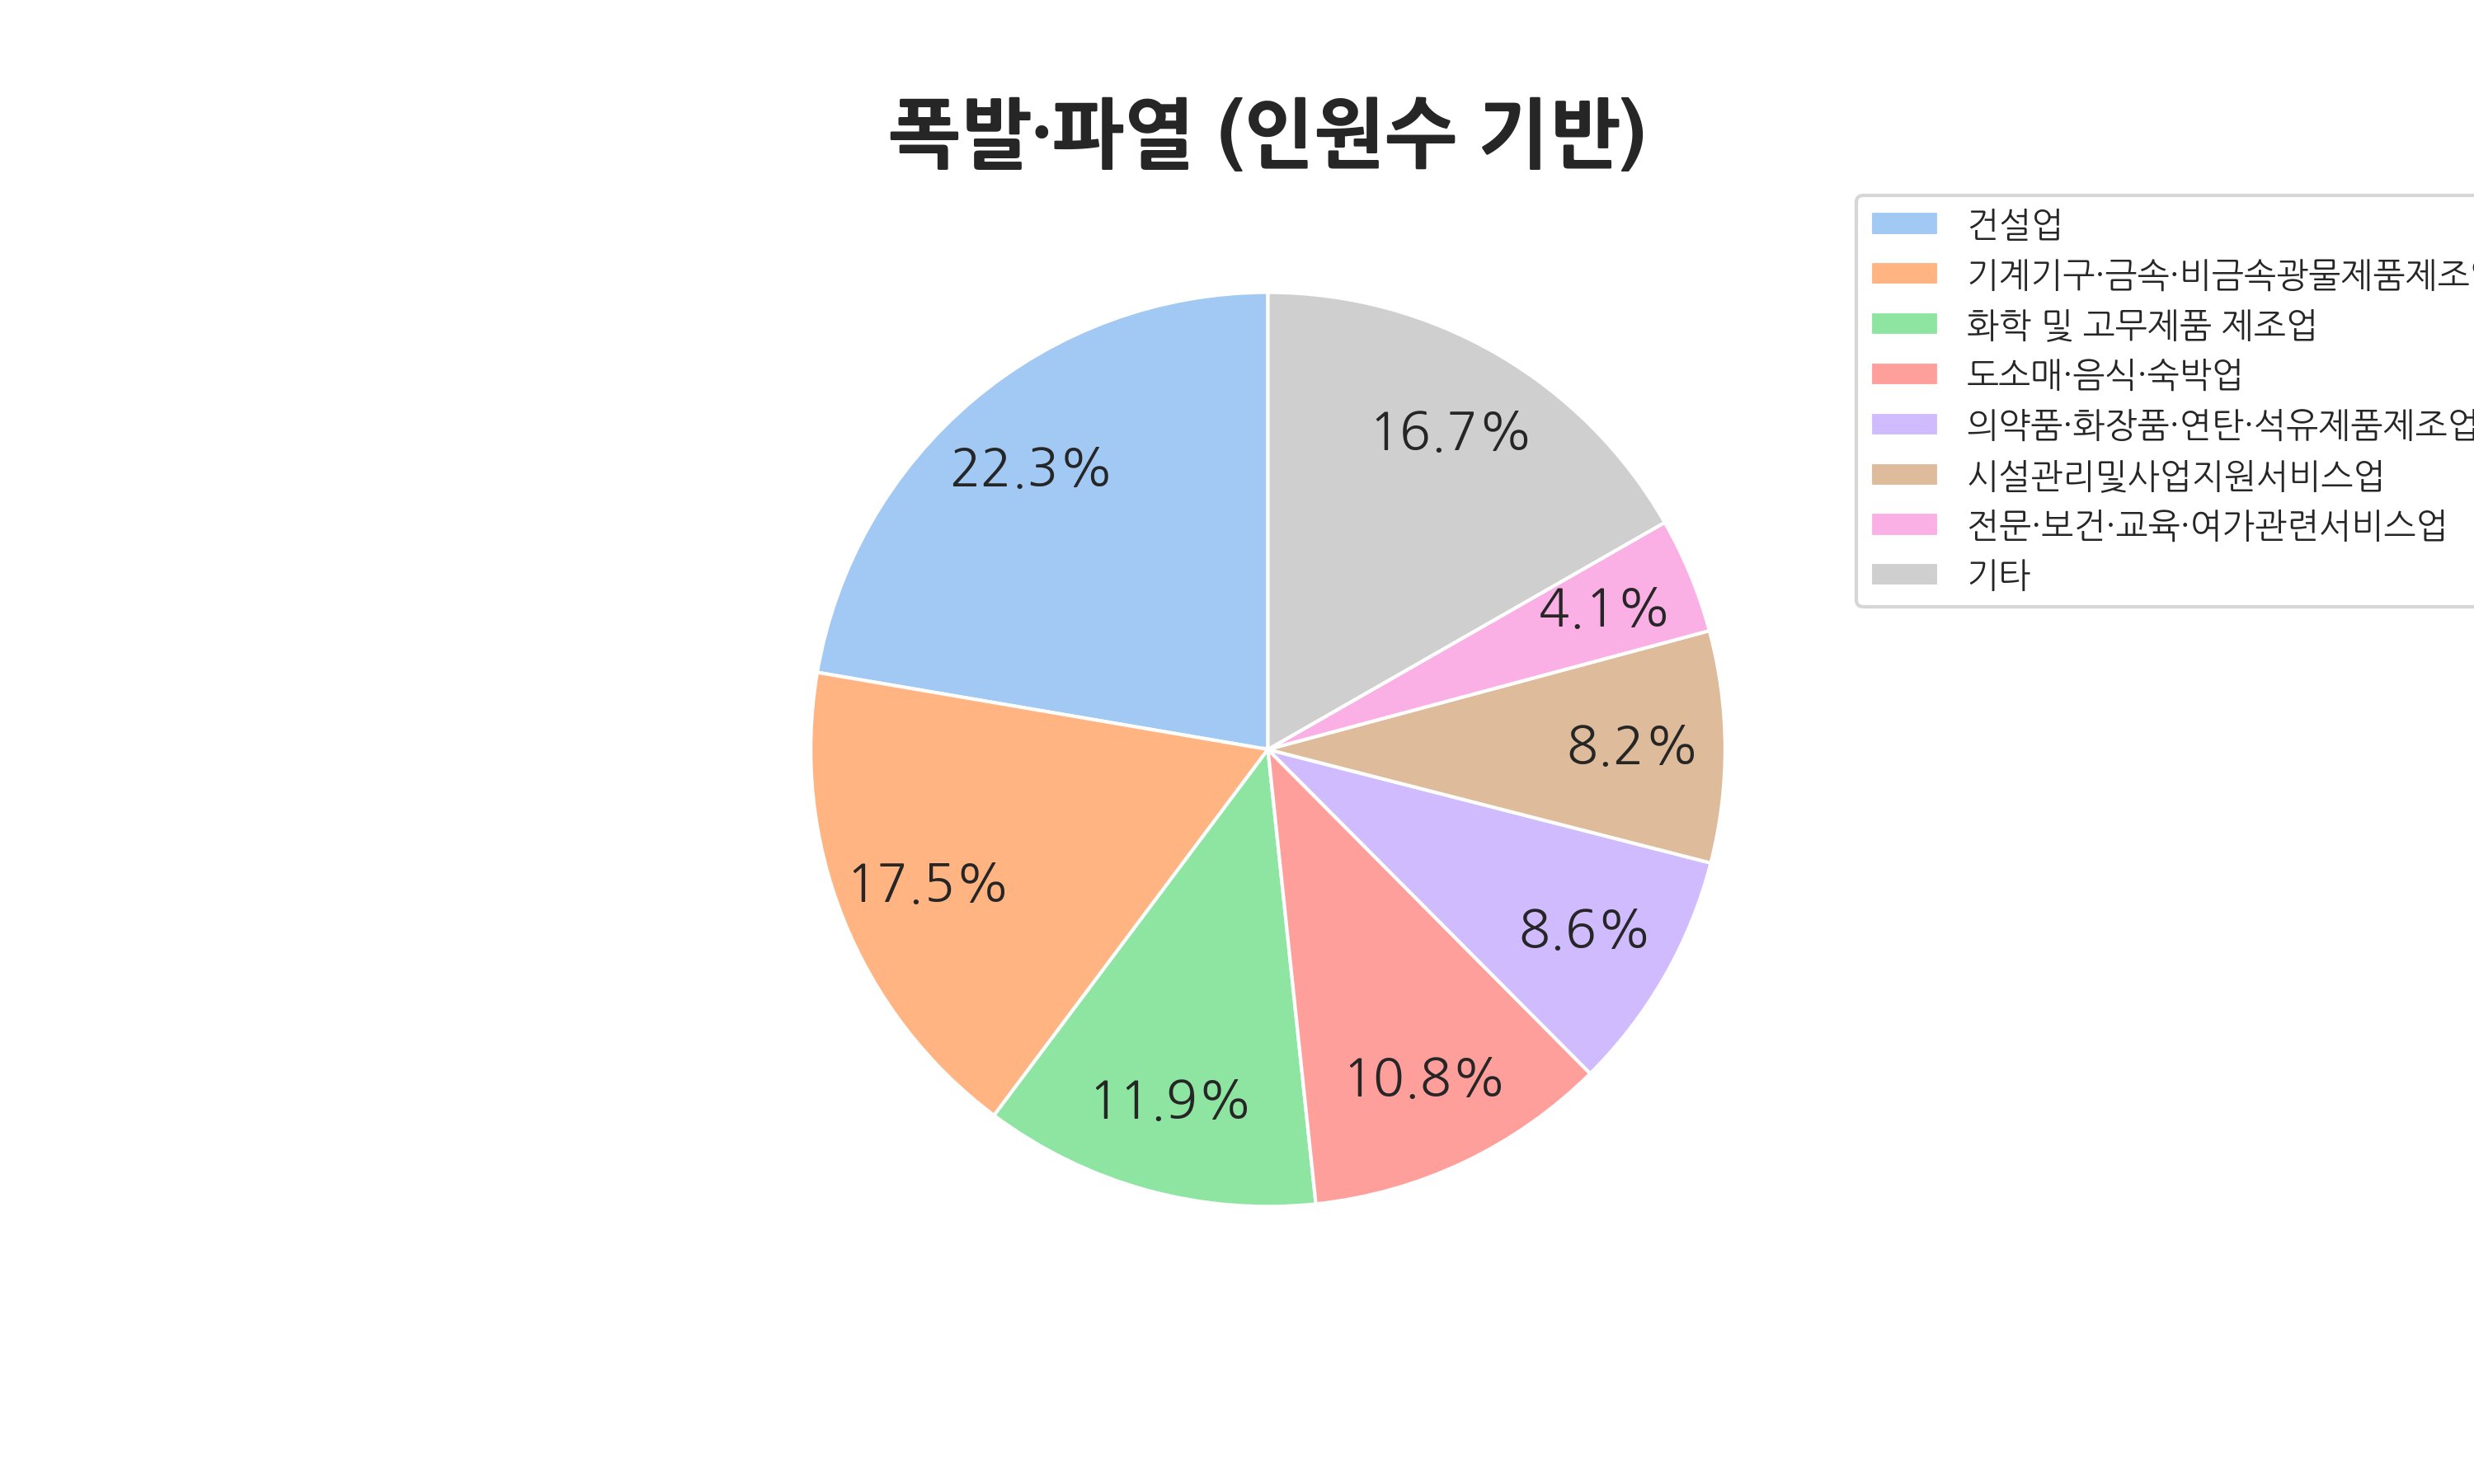 폭발·파열 (인원수 기반)
건설업
기계기구·금속·비금속광물제품제조업
화학 및 고무제품 제조업
도소매·음식·숙박업
의약품·화장품·연탄·석유제품제조업
시설관리및사업지원서비스업
전문·보건·교육·여가관련서비스업
기타
16.7%
22.3%
4.1%
8.2%
17.5%
8.6%
10.8%
11.9%